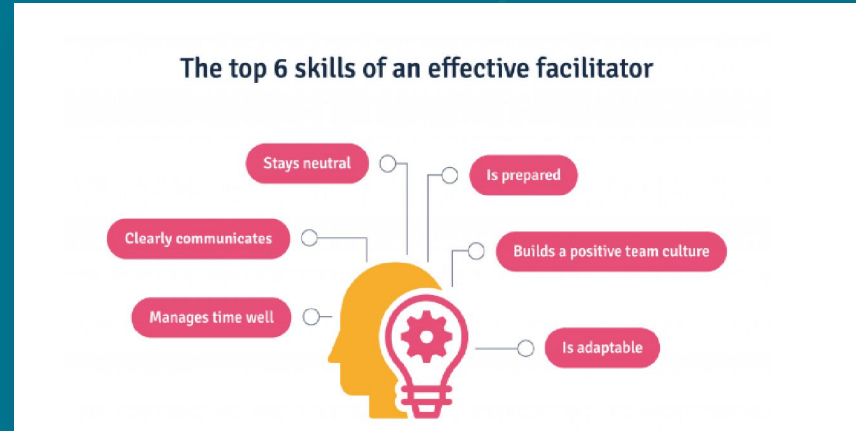 The top 6 skills of an effective facilitator
Stays neutral
Is prepared
Clearly communicates
Builds a positive team culture
Manages time well
Is adaptable